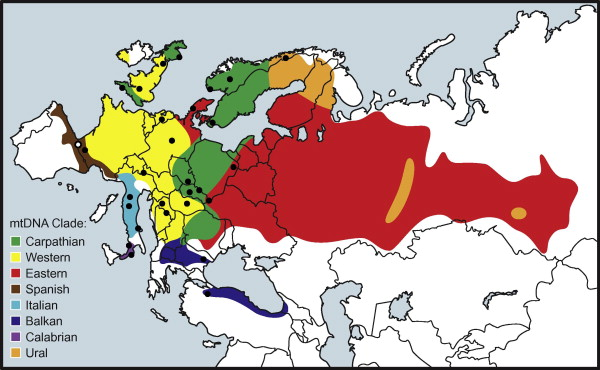 mtDNA Clade:
Carpathian
Western
Eastern
Spanish
Italian
Balkan
Calabrian
Ural